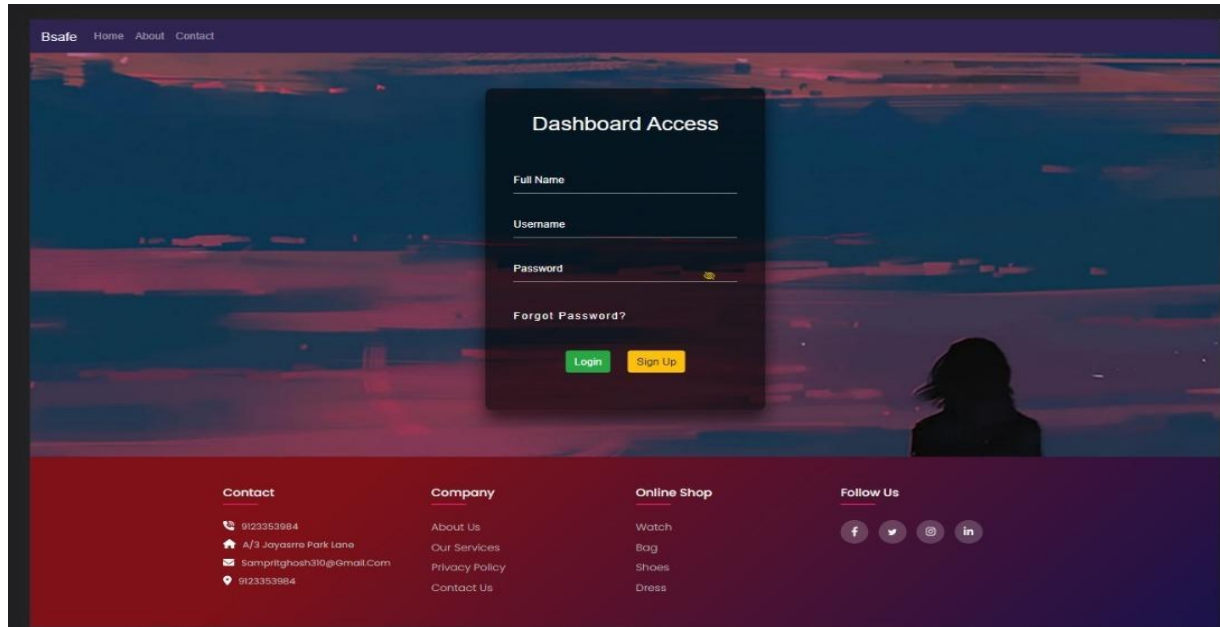 Bsafe Home About Contact
Dashboard Access
Full Name
Username
Password
Forgot Password?
Login Sign Up
Contact
9123353984
A/3 Jayasrre Park Lane
Sampritghosh310@Gmail.Com
9123353984
Company
About Us
Our Services
Privacy Policy
Contact Us
Online Shop
Watch
Bag
Shoes
Dress
Follow Us